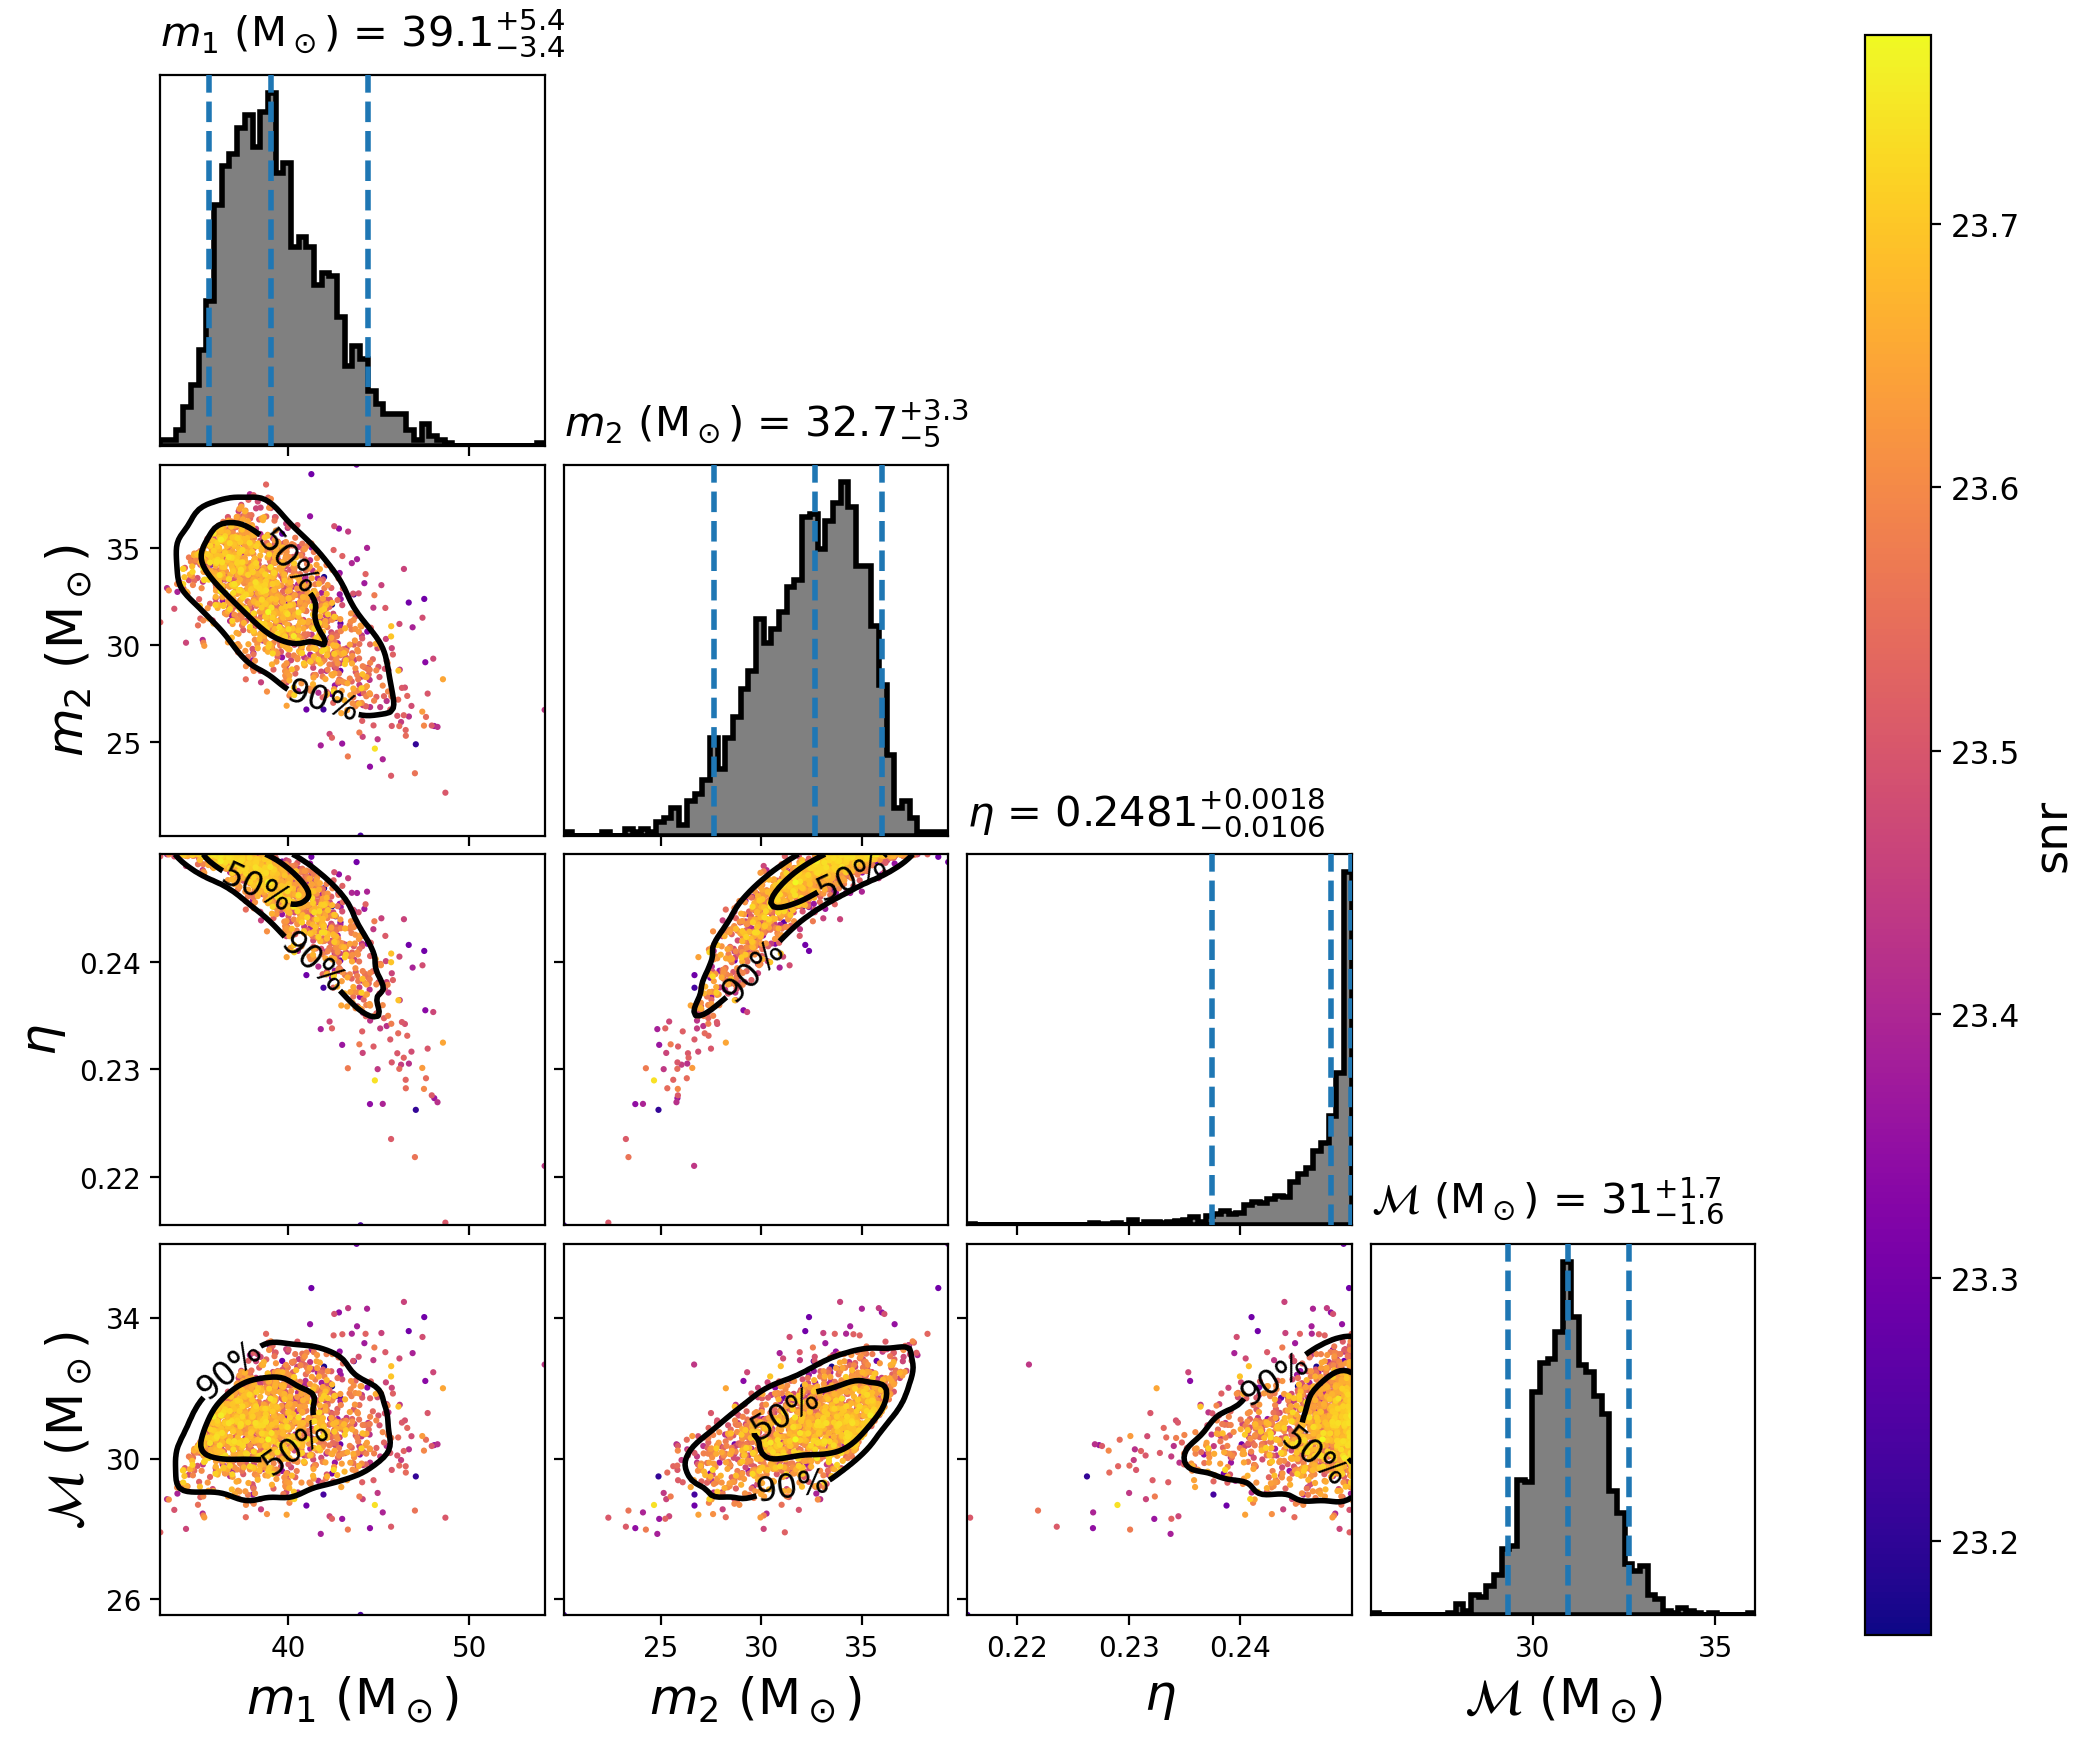 m₁ (M⊙) = 39.1 +5.4 −3.4
m₂ (M⊙) = 32.7 +3.3 −5
η = 0.2481 +0.0018 −0.0106
ℳ (M⊙) = 31 +1.7 −1.6
m₂ (M⊙)
35
30
25
50%
90%
η
0.24
0.23
0.22
50%
90%
50%
90%
ℳ (M⊙)
34
30
26
90%
50%
50%
90%
90%
50%
40 50
25 30 35
0.22 0.23 0.24
30 35
m₁ (M⊙)
m₂ (M⊙)
η
ℳ (M⊙)
23.7
23.6
23.5
23.4
23.3
23.2
snr